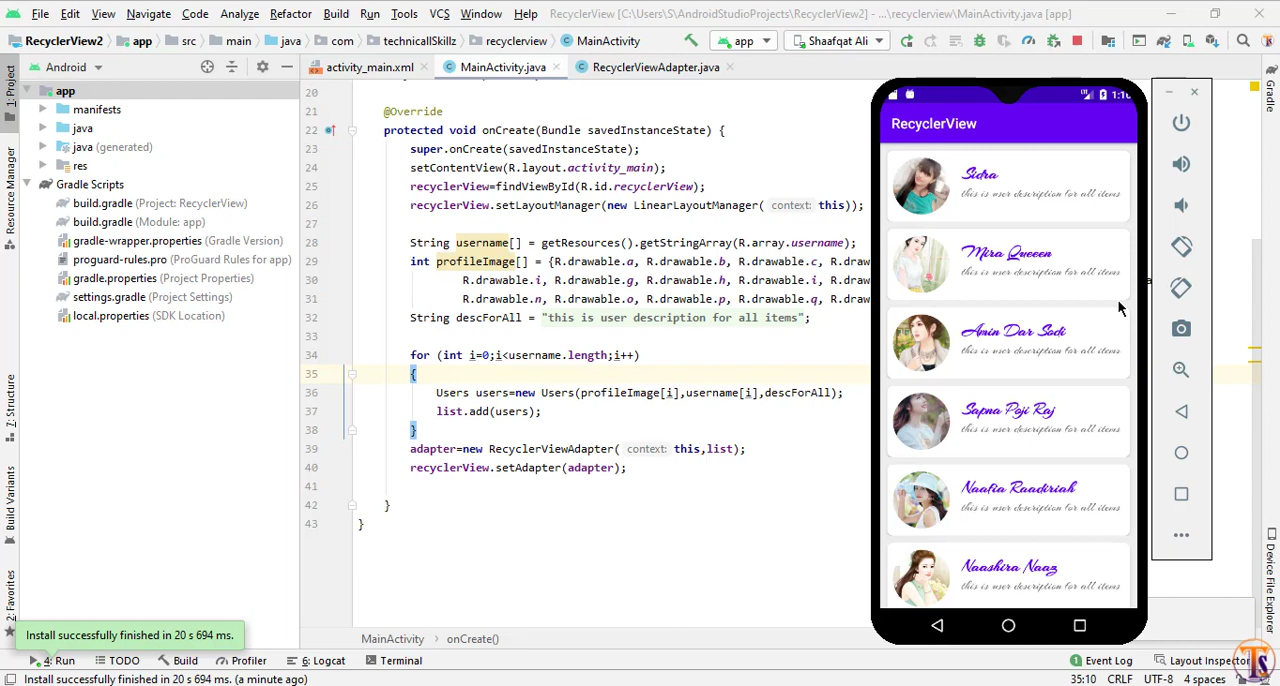 File Edit View Navigate Code Analyze Refactor Build Run Tools VCS Window Help RecyclerView [C:\Users\S\AndroidStudioProjects\RecyclerView2] - ...\recyclerview\MainActivity.java [app]
RecyclerView2 app src main java com technicallSkillz recyclerview MainActivity app Shaafqat Ali
Android
activity_main.xml MainActivity.java RecyclerViewAdapter.java
1: Project
Resource Manager
7: Structure
Build Variants
2: Favorites
app
manifests
java
java (generated)
res
Gradle Scripts
build.gradle (Project: RecyclerView)
build.gradle (Module: app)
gradle-wrapper.properties (Gradle Version)
proguard-rules.pro (ProGuard Rules for app)
gradle.properties (Project Properties)
settings.gradle (Project Settings)
local.properties (SDK Location)
20
21 @Override
22 protected void onCreate(Bundle savedInstanceState) {
23 super.onCreate(savedInstanceState);
24 setContentView(R.layout.activity_main);
25 recyclerView=findViewById(R.id.recyclerView);
26 recyclerView.setLayoutManager(new LinearLayoutManager( context: this));
27
28 String username[] = getResources().getStringArray(R.array.username);
29 int profileImage[] = {R.drawable.a, R.drawable.b, R.drawable.c,
30 R.drawable.i, R.drawable.g, R.drawable.h, R.drawable.i,
31 R.drawable.n, R.drawable.o, R.drawable.p, R.drawable.q,
32 String descForAll = "this is user description for all items";
33
34 for (int i=0;i<username.length;i++)
35 {
36 Users users=new Users(profileImage[i],username[i],descForAll);
37 list.add(users);
38 }
39 adapter=new RecyclerViewAdapter( context: this,list);
40 recyclerView.setAdapter(adapter);
41
42 }
43 }
RecyclerView
Sidra
this is user description for all items
Mira Queeen
this is user description for all items
Amin Dar Sodi
this is user description for all items
Sapna Poji Raj
this is user description for all items
Naafia Raadiriah
this is user description for all items
Naashira Naaz
this is user description for all items
Gradle
Device File Explorer
MainActivity onCreate()
Install successfully finished in 20 s 694 ms.
4: Run TODO Build Profiler 6: Logcat Terminal 1 Event Log Layout Inspector
Install successfully finished in 20 s 694 ms. (a minute ago) 35:10 CRLF UTF-8 4 spaces